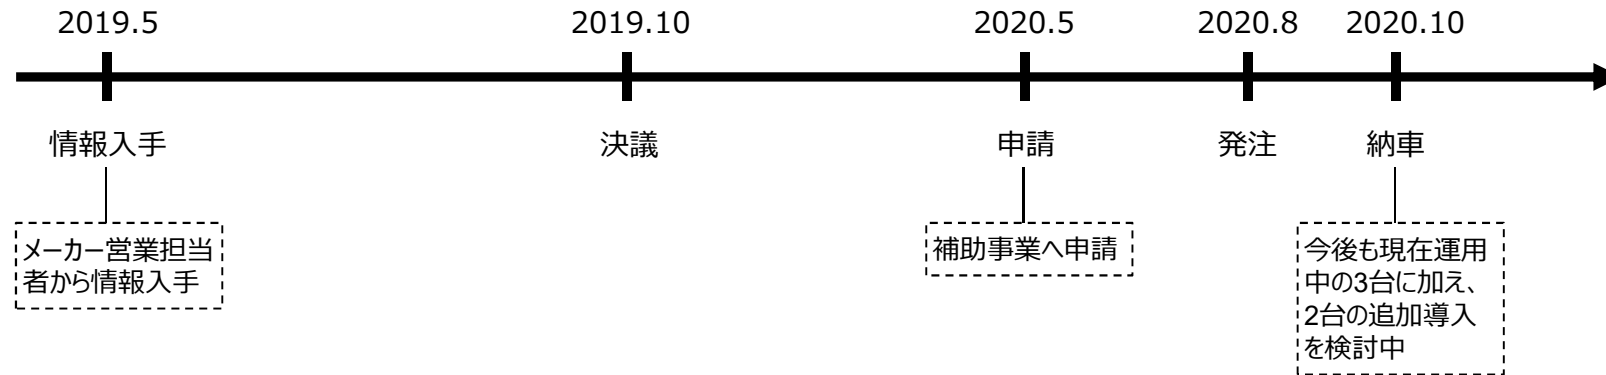 2019.5
2019.10
2020.5
2020.8
2020.10
情報入手
決議
申請
発注
納車
メーカー営業担当
者から情報入手
補助事業へ申請
今後も現在運用
中の3台に加え、
2台の追加導入
を検討中